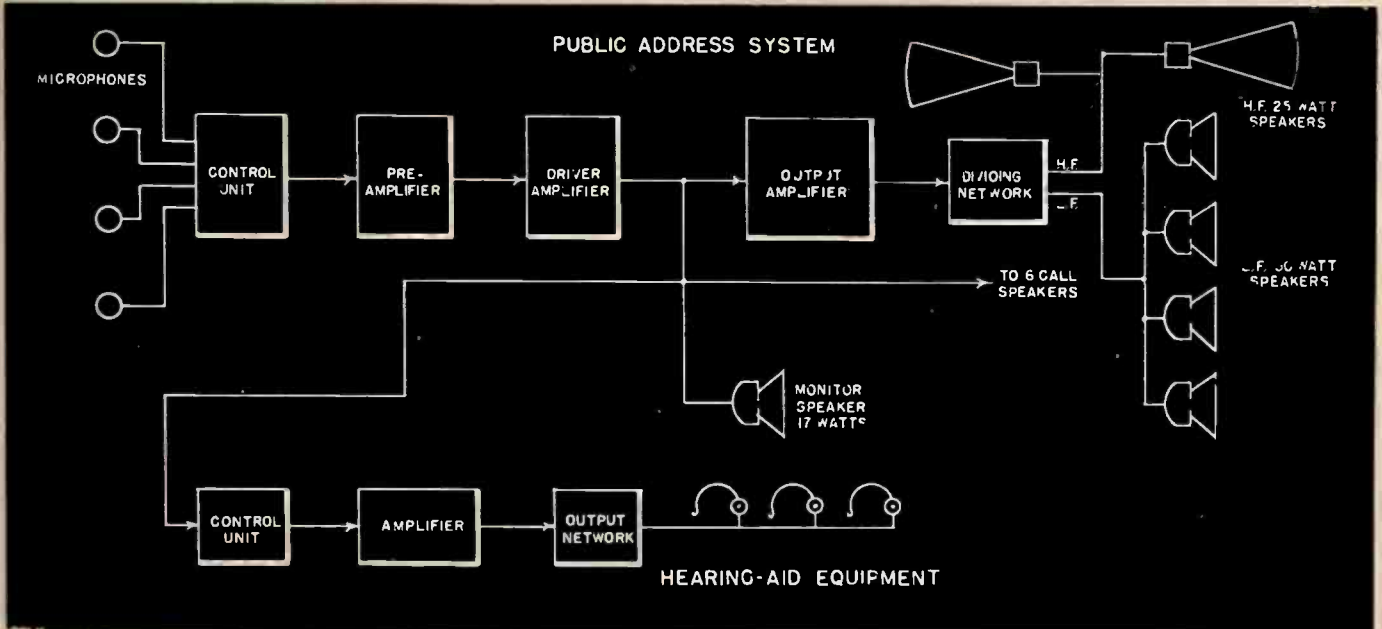 PUBLIC ADDRESS SYSTEM
MICROPHONES
H.F. 25 WATT
SPEAKERS
CONTROL
UNIT
PRE-
AMPLIFIER
DRIVER
AMPLIFIER
OUTPUT
AMPLIFIER
DIVIDING
NETWORK
H.F.
L.F.
TO 6 CALL
SPEAKERS
L.F. WATT
SPEAKERS
MONITOR
SPEAKER
17 WATTS
CONTROL
UNIT
AMPLIFIER
OUTPUT
NETWORK
HEARING-AID EQUIPMENT